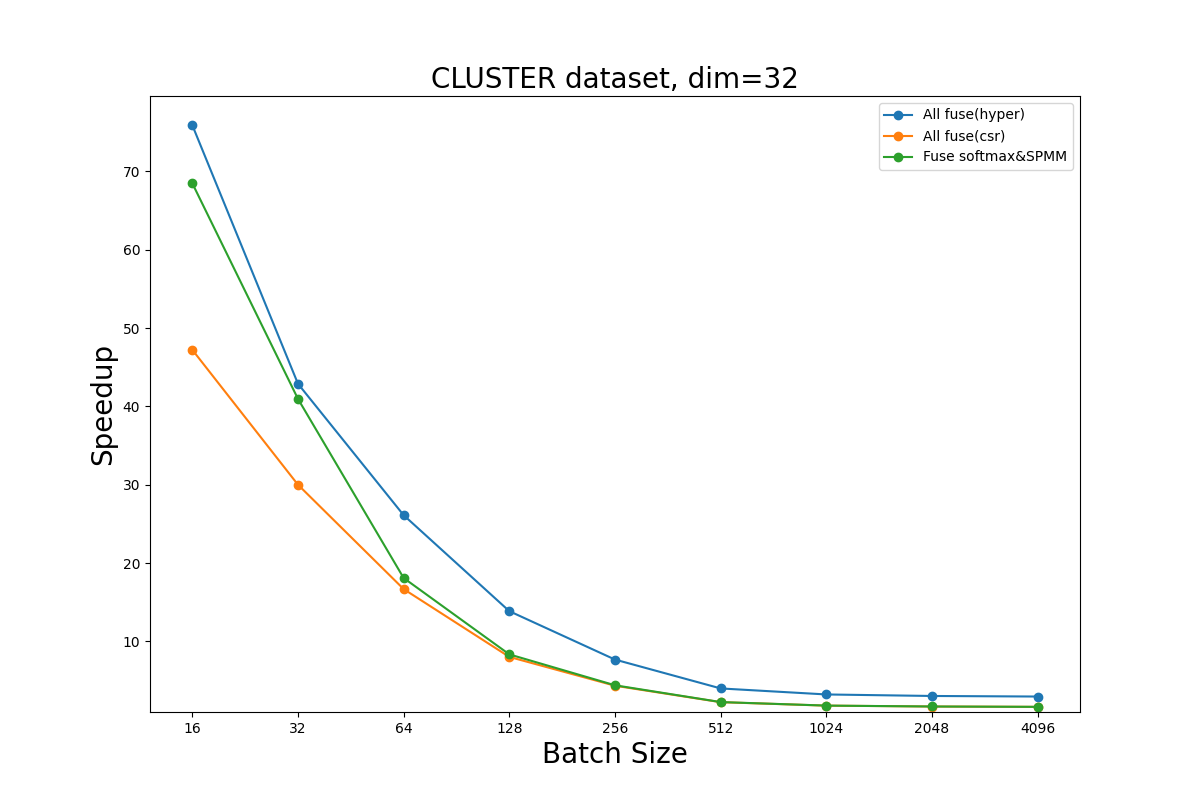 CLUSTER dataset, dim=32
All fuse(hyper)
All fuse(csr)
Fuse softmax&SPMM
Speedup
70
60
50
40
30
20
10
16 32 64 128 256 512 1024 2048 4096
Batch Size